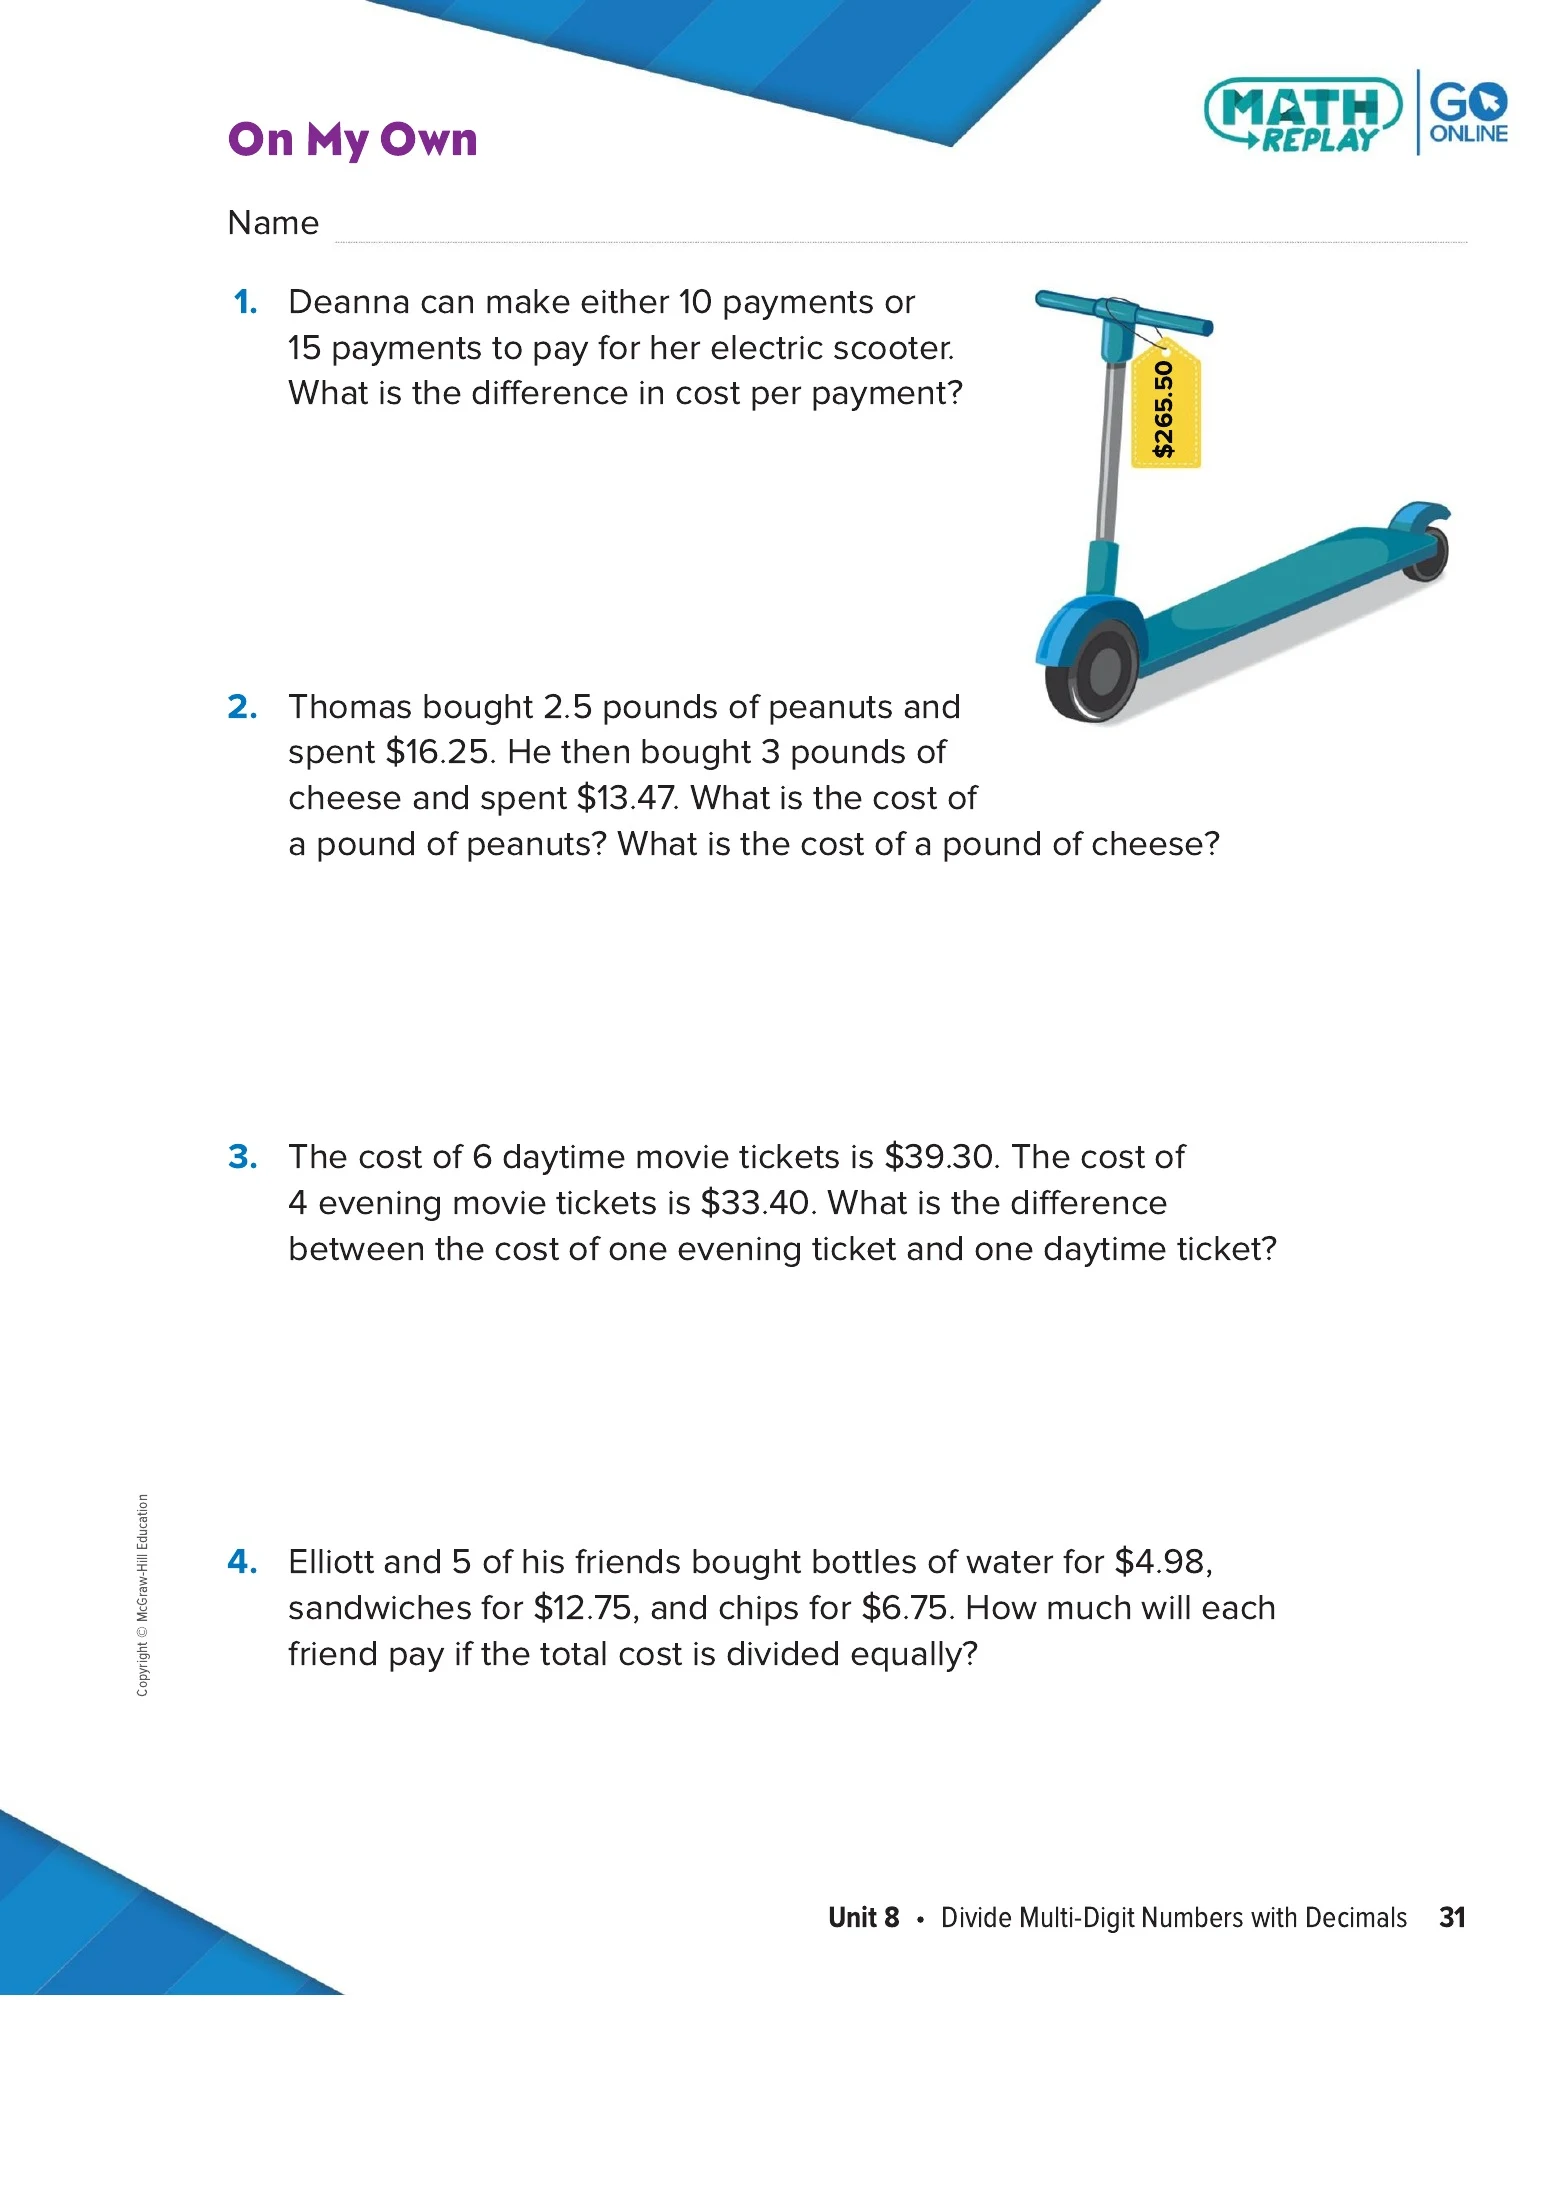 MATH
REPLAY
GO
ONLINE
On My Own
Name
1. Deanna can make either 10 payments or
15 payments to pay for her electric scooter.
What is the difference in cost per payment?
$265.50
2. Thomas bought 2.5 pounds of peanuts and
spent $16.25. He then bought 3 pounds of
cheese and spent $13.47. What is the cost of
a pound of peanuts? What is the cost of a pound of cheese?
3. The cost of 6 daytime movie tickets is $39.30. The cost of
4 evening movie tickets is $33.40. What is the difference
between the cost of one evening ticket and one daytime ticket?
4. Elliott and 5 of his friends bought bottles of water for $4.98,
sandwiches for $12.75, and chips for $6.75. How much will each
friend pay if the total cost is divided equally?
Copyright © McGraw-Hill Education
Unit 8 • Divide Multi-Digit Numbers with Decimals 31